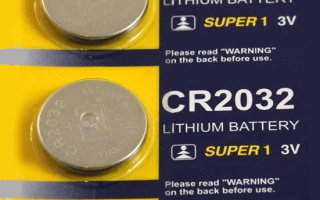 LITHIUM BATTERY
SUPER 1 3V
Please read "WARNING"
on the back before use.
CR2032
CR2032
LITHIUM BATTERY
SUPER 1 3V
Please read "WARNING"
on the back before use.